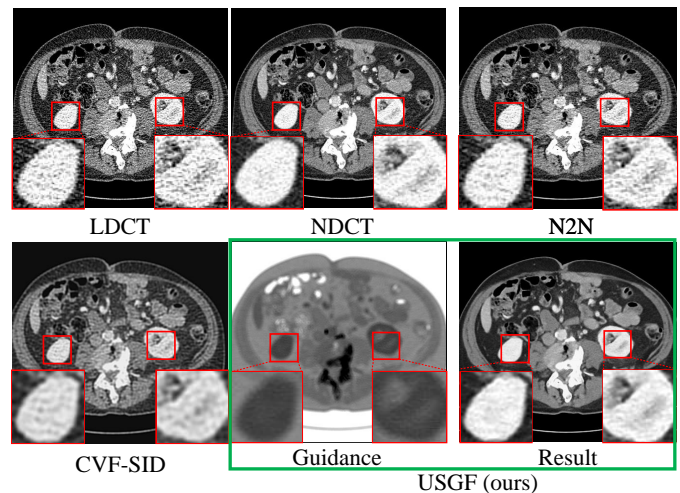 LDCT
NDCT
N2N
CVF-SID
Guidance
Result
USGF (ours)